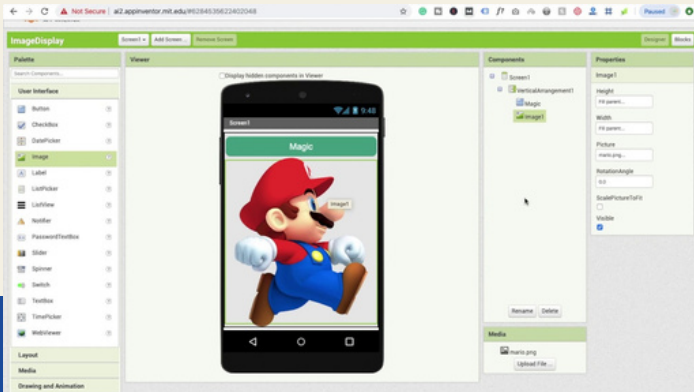 Not Secure | ai2.appinventor.mit.edu/#6284636622402048
Paused
ImageDisplay
Screen1
Add Screen...
Remove Screen
Designer
Blocks
Palette
Search Components...
User Interface
Button
CheckBox
DatePicker
Image
Label
ListPicker
ListView
Notifier
PasswordTextBox
Slider
Spinner
Switch
TextBox
TimePicker
WebViewer
Layout
Media
Drawing and Animation
Viewer
Display hidden components in Viewer
9:48
Screen1
Magic
Image1
Components
Screen1
VerticalArrangement1
Magic
Image1
Rename
Delete
Media
mario.png
Upload File ...
Properties
Image1
Height
Fill parent...
Width
Fill parent...
Picture
mario.png...
RotationAngle
0.0
ScalePictureToFit
Visible